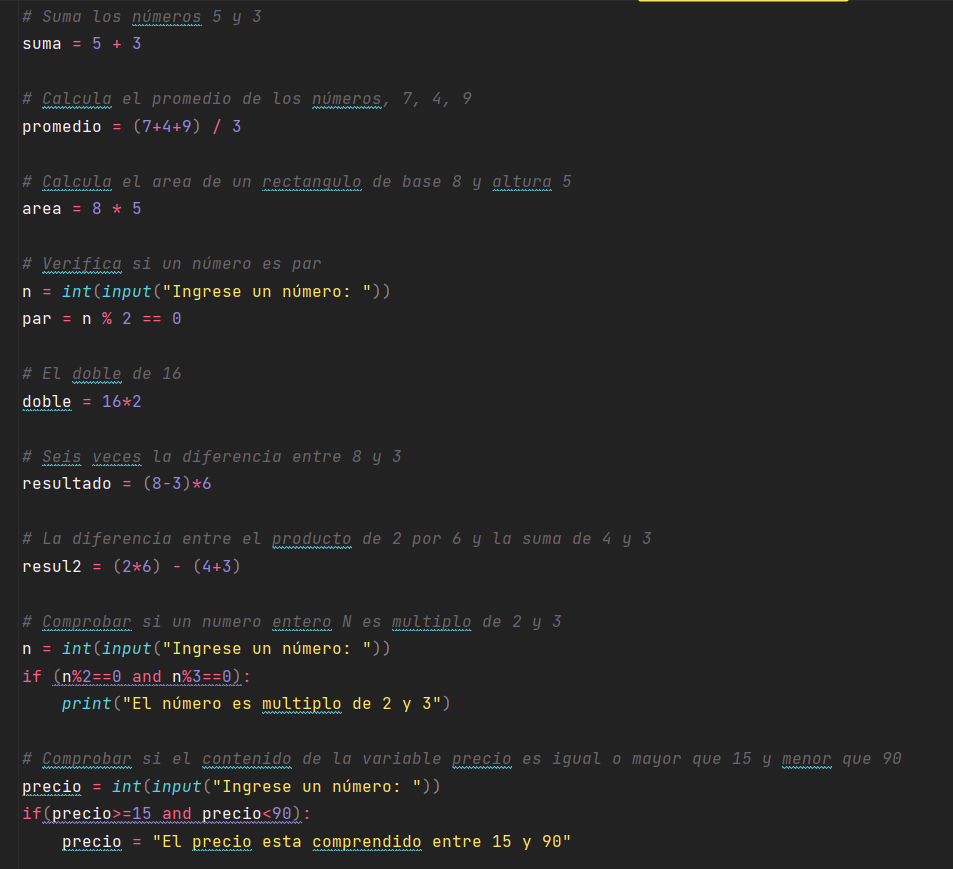 # Suma los números 5 y 3
suma = 5 + 3
# Calcula el promedio de los números, 7, 4, 9
promedio = (7+4+9) / 3
# Calcula el area de un rectangulo de base 8 y altura 5
area = 8 * 5
# Verifica si un número es par
n = int(input("Ingrese un número: "))
par = n % 2 == 0
# El doble de 16
doble = 16*2
# Seis veces la diferencia entre 8 y 3
resultado = (8-3)*6
# La diferencia entre el producto de 2 por 6 y la suma de 4 y 3
resul2 = (2*6) - (4+3)
# Comprobar si un numero entero N es multiplo de 2 y 3
n = int(input("Ingrese un número: "))
if (n%2==0 and n%3==0):
    print("El número es multiplo de 2 y 3")
# Comprobar si el contenido de la variable precio es igual o mayor que 15 y menor que 90
precio = int(input("Ingrese un número: "))
if(precio>=15 and precio<90):
    precio = "El precio esta comprendido entre 15 y 90"